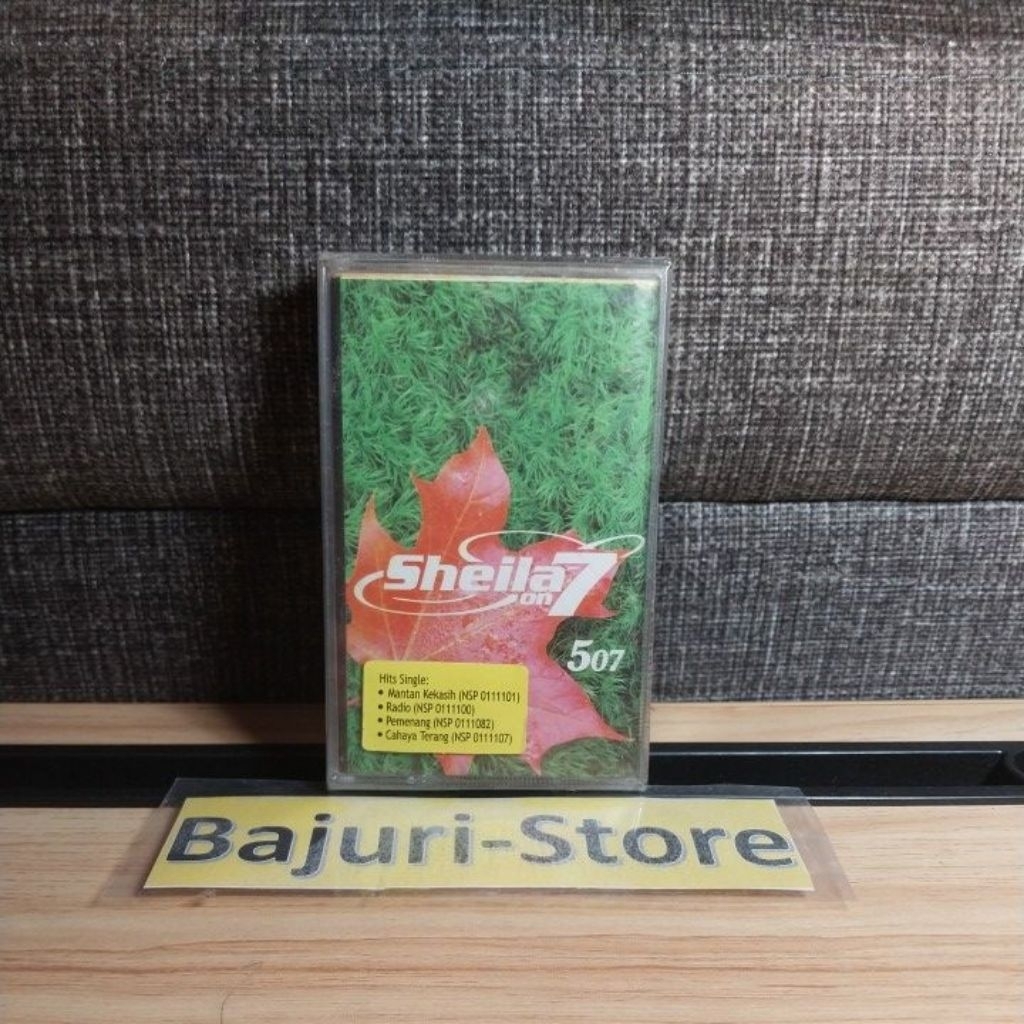 Sheila
on 7
507
Hits Single:
• Mantan Kekasih (NSP 0111101)
• Radio (NSP 0111100)
• Pemenang (NSP 0111082)
• Cahaya Terang (NSP 0111107)
Bajuri-Store